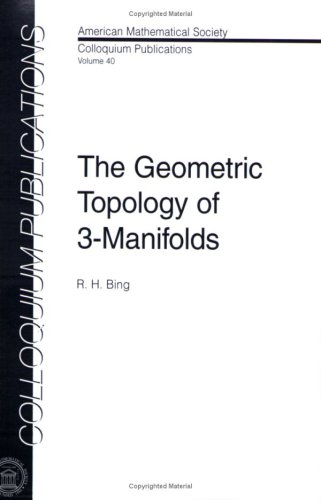 Copyrighted Material
American Mathematical Society
Colloquium Publications
Volume 40
COLLOQUIUM PUBLICATIONS
The Geometric
Topology of
3-Manifolds
R. H. Bing
Copyrighted Material